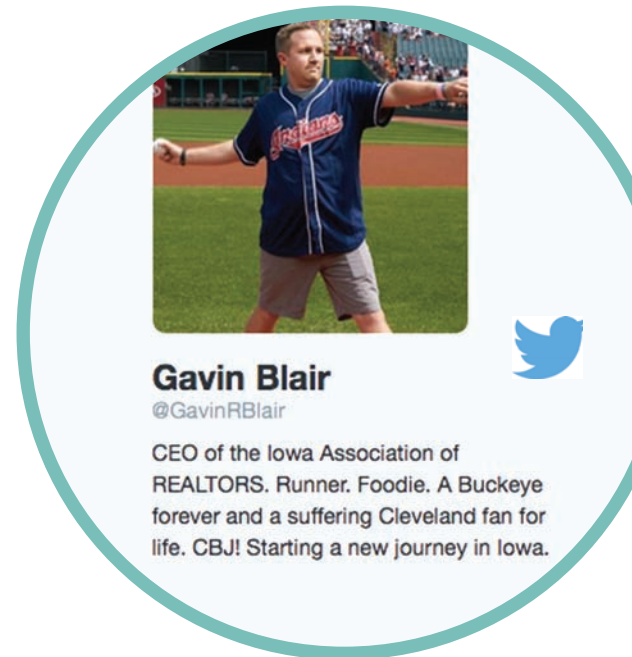 Indians
Gavin Blair
@GavinRBlair
CEO of the Iowa Association of
REALTORS. Runner. Foodie. A Buckeye
forever and a suffering Cleveland fan for
life. CBJ! Starting a new journey in Iowa.